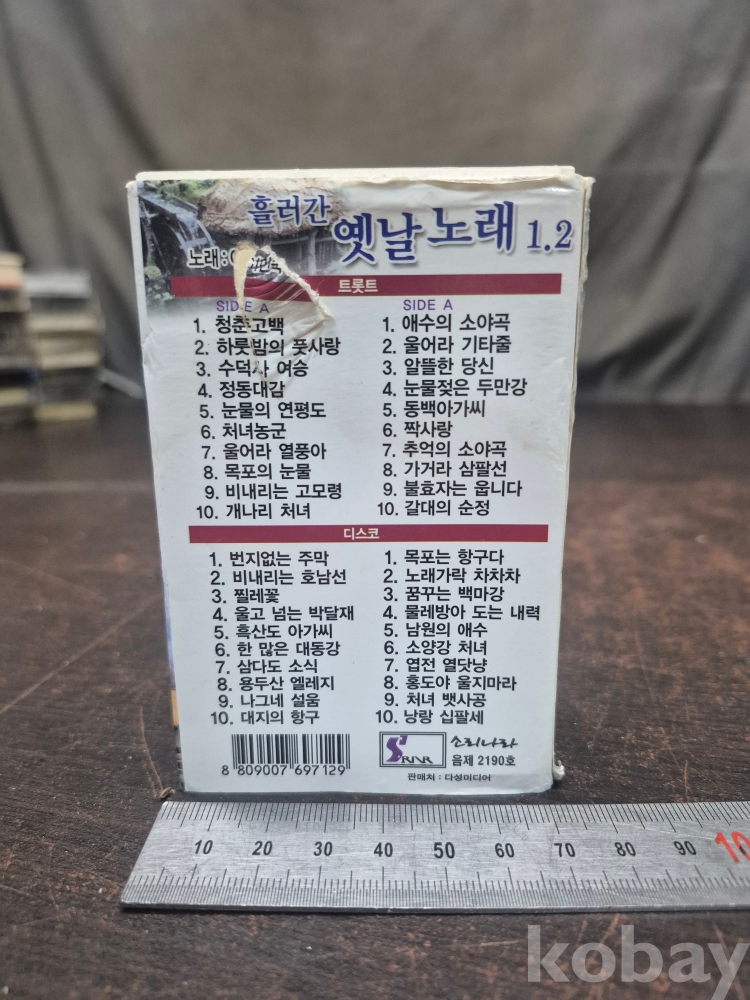 흘러간 옛날 노래 1.2
노래:
트롯트
SIDE A
1. 청춘고백
2. 하룻밤의 풋사랑
3. 수덕사 여승
4. 정동대감
5. 눈물의 연평도
6. 처녀농군
7. 울어라 열풍아
8. 목포의 눈물
9. 비내리는 고모령
10. 개나리 처녀
SIDE A
1. 애수의 소야곡
2. 울어라 기타줄
3. 알뜰한 당신
4. 눈물젖은 두만강
5. 동백아가씨
6. 짝사랑
7. 추억의 소야곡
8. 가거라 삼팔선
9. 불효자는 웁니다
10. 갈대의 순정
디스코
1. 번지없는 주막
2. 비내리는 호남선
3. 찔레꽃
4. 울고 넘는 박달재
5. 흑산도 아가씨
6. 한 많은 대동강
7. 삼다도 소식
8. 용두산 엘레지
9. 나그네 설움
10. 대지의 항구
1. 목포는 항구다
2. 노래가락 차차차
3. 꿈꾸는 백마강
4. 물레방아 도는 내력
5. 남원의 애수
6. 소양강 처녀
7. 엽전 열닷냥
8. 홍도야 울지마라
9. 처녀 뱃사공
10. 낭랑 십팔세
8 809007 697129
소리나라
음제 2190호
판매처 : 다성미디어
10 20 30 40 50 60 70 80 90 10
kobay